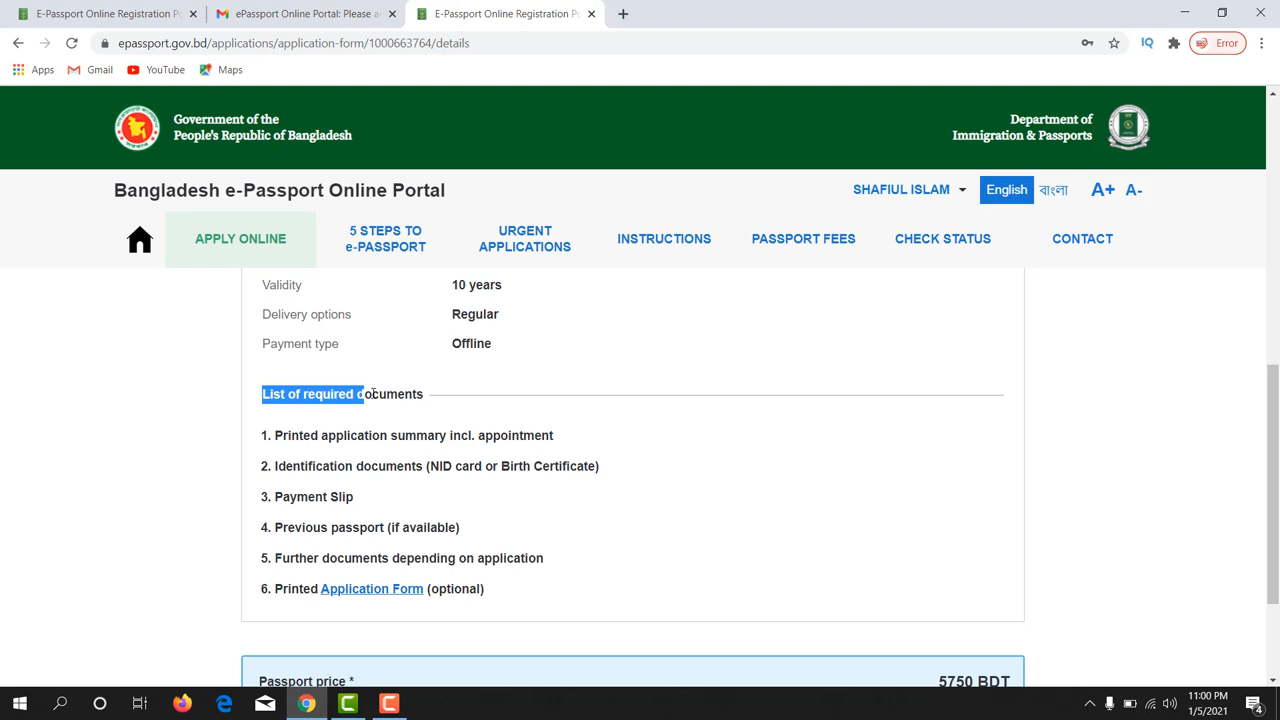 E-Passport Online Registration Po
ePassport Online Portal: Please a
E-Passport Online Registration Po
epassport.gov.bd/applications/application-form/1000663764/details
IQ
Error
Apps
Gmail
YouTube
Maps
Government of the
People's Republic of Bangladesh
Department of
Immigration & Passports
Bangladesh e-Passport Online Portal
SHAFIUL ISLAM
English
বাংলা
A+
A-
APPLY ONLINE
5 STEPS TO
e-PASSPORT
URGENT
APPLICATIONS
INSTRUCTIONS
PASSPORT FEES
CHECK STATUS
CONTACT
Validity 10 years
Delivery options Regular
Payment type Offline
List of required documents
1. Printed application summary incl. appointment
2. Identification documents (NID card or Birth Certificate)
3. Payment Slip
4. Previous passport (if available)
5. Further documents depending on application
6. Printed Application Form (optional)
Passport price * 5750 BDT
11:00 PM
1/5/2021
4